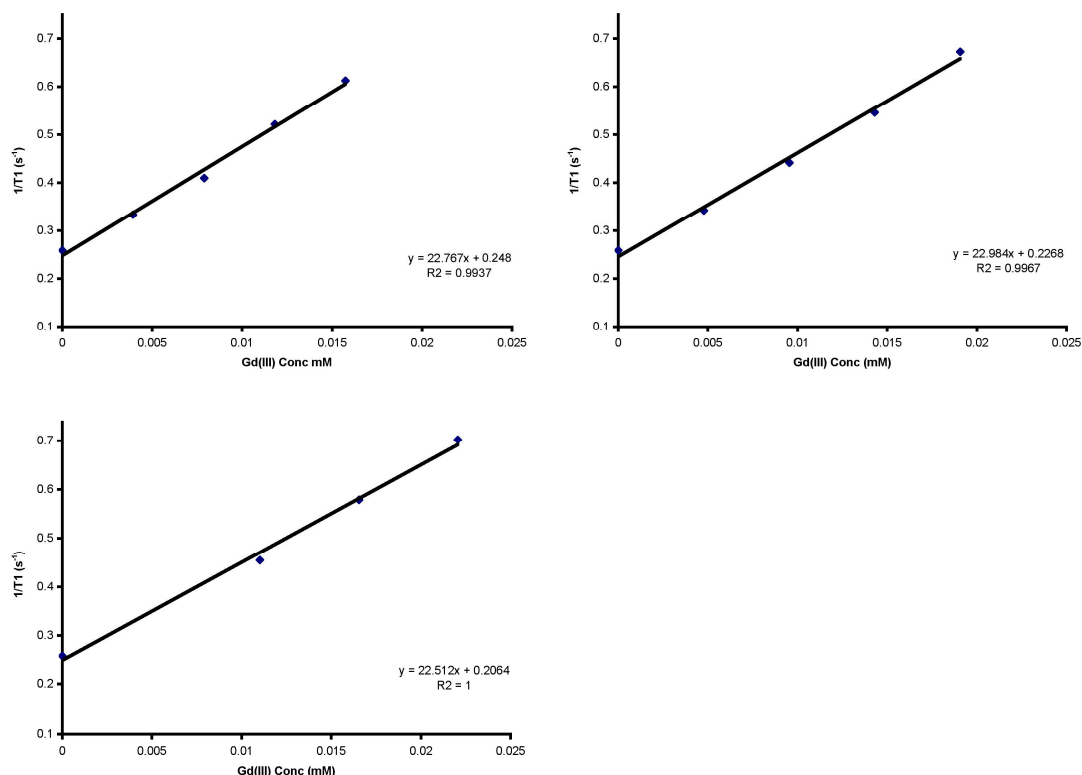 0.7
0.6
0.5
0.4
0.3
0.2
0.1
1/T1 (s-1)
y = 22.767x + 0.248
R2 = 0.9937
0 0.005 0.01 0.015 0.02 0.025
Gd(III) Conc mM
0.7
0.6
0.5
0.4
0.3
0.2
0.1
1/T1 (s-1)
y = 22.984x + 0.2268
R2 = 0.9967
0 0.005 0.01 0.015 0.02 0.025
Gd(III) Conc (mM)
0.7
0.6
0.5
0.4
0.3
0.2
0.1
1/T1 (s-1)
y = 22.512x + 0.2064
R2 = 1
0 0.005 0.01 0.015 0.02 0.025
Gd(III) Conc (mM)